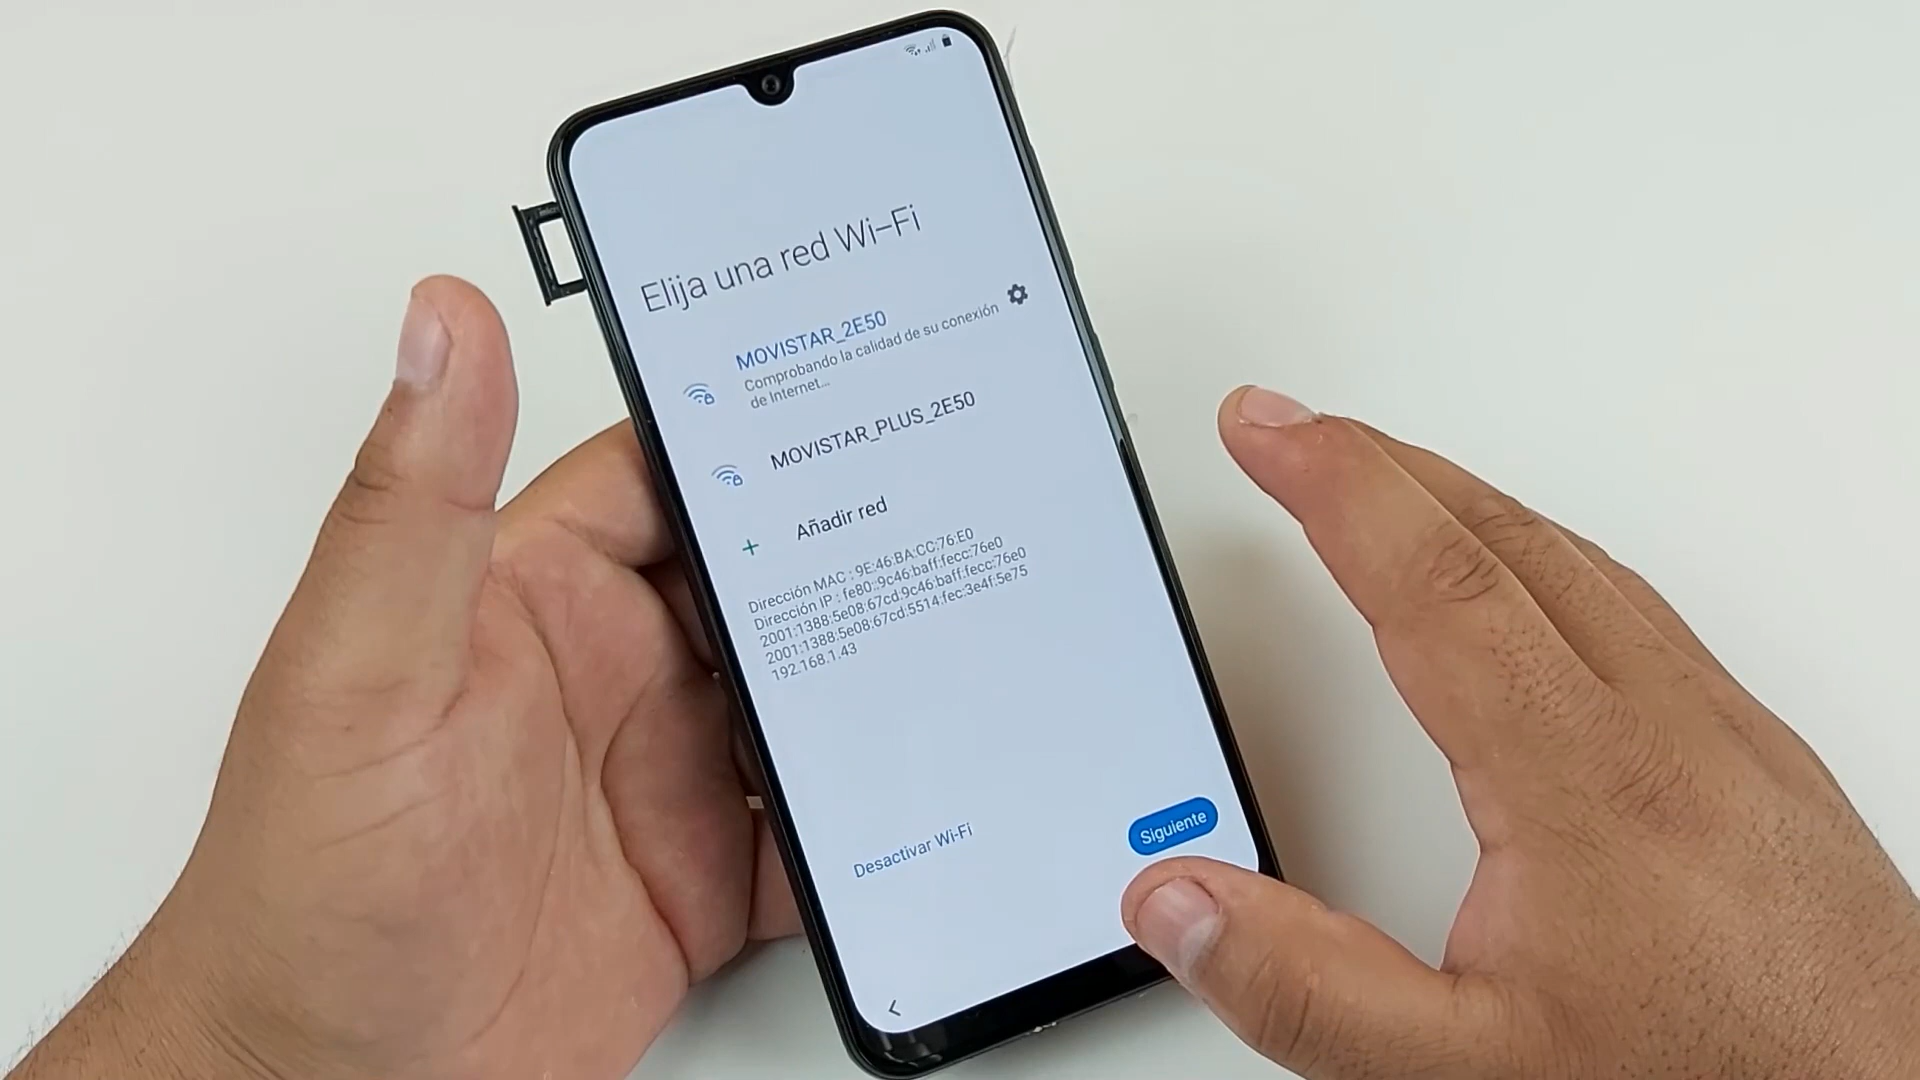 Elija una red Wi-Fi
MOVISTAR_2E50
Comprobando la calidad de su conexión
de Internet...
MOVISTAR_PLUS_2E50
Añadir red
Dirección MAC : 9E:46:BA:CC:76:E0
Dirección IP : fe80::9c46:baff:fecc:76e0
2001:1388:5e08:67cd:9c46:baff:fecc:76e0
2001:1388:5e08:67cd:5514:fec:3e4f:5e75
192.168.1.43
Desactivar Wi-Fi
Siguiente